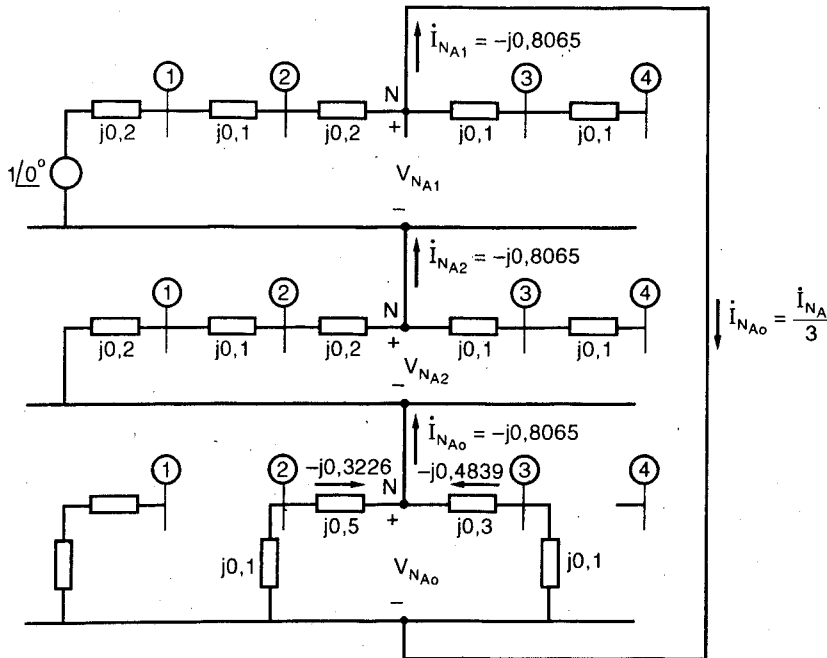 İ_NA1 = –j0,8065
1 2 N 3 4
j0,2 j0,1 j0,2 + j0,1 j0,1
1/0°
V_NA1
–
İ_NA2 = –j0,8065
1 2 N 3 4
İ_NAo = İ_NA/3
j0,2 j0,1 j0,2 + j0,1 j0,1
V_NA2
–
İ_NAo = –j0,8065
1 2 –j0,3226 N –j0,4839 3 4
j0,5 + j0,3
j0,1 V_NAo j0,1
–